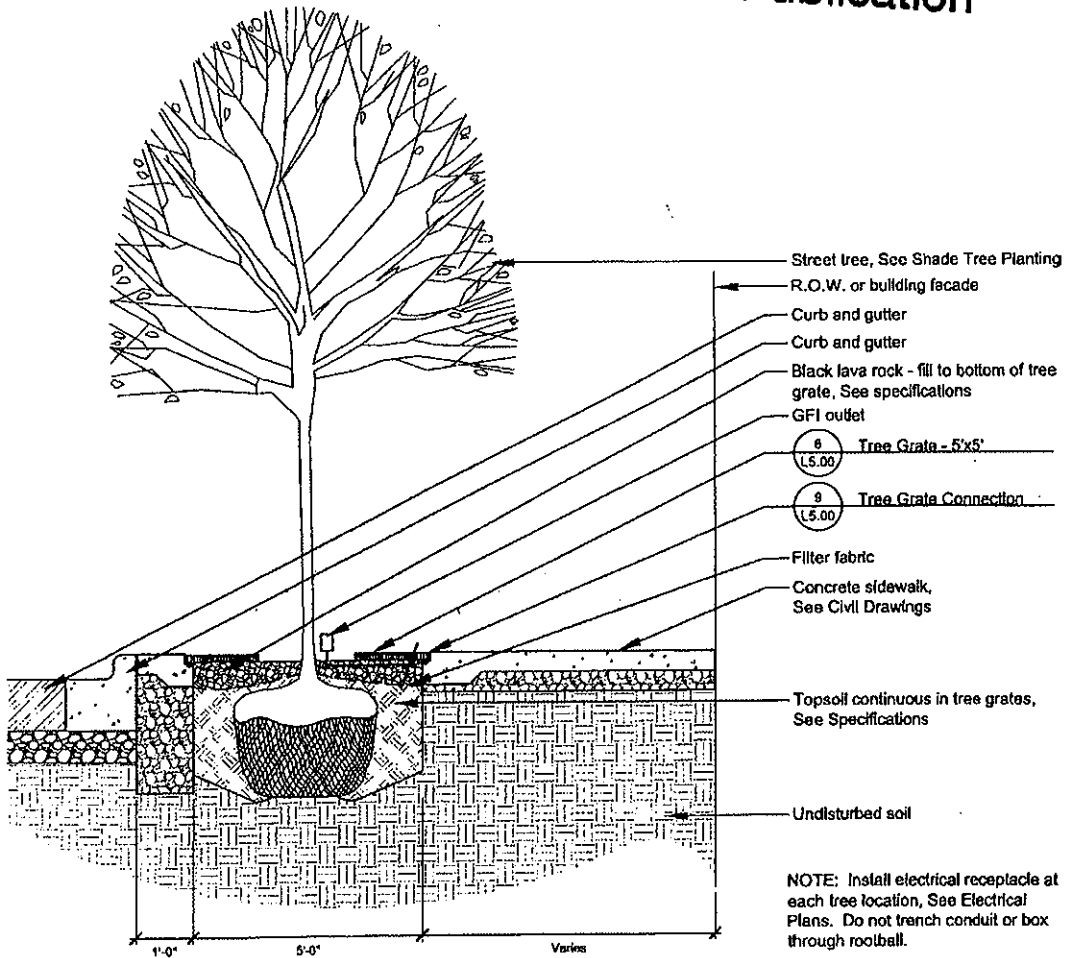 Street tree, See Shade Tree Planting
R.O.W. or building facade
Curb and gutter
Curb and gutter
Black lava rock - fill to bottom of tree
grate, See specifications
GFI outlet
6
L5.00
Tree Grate - 5'x5'
9
L5.00
Tree Grate Connection
Filter fabric
Concrete sidewalk,
See Civil Drawings
Topsoil continuous in tree grates,
See Specifications
Undisturbed soil
NOTE: Install electrical receptacle at
each tree location, See Electrical
Plans. Do not trench conduit or box
through rootball.
1'-0"
5'-0"
Varies